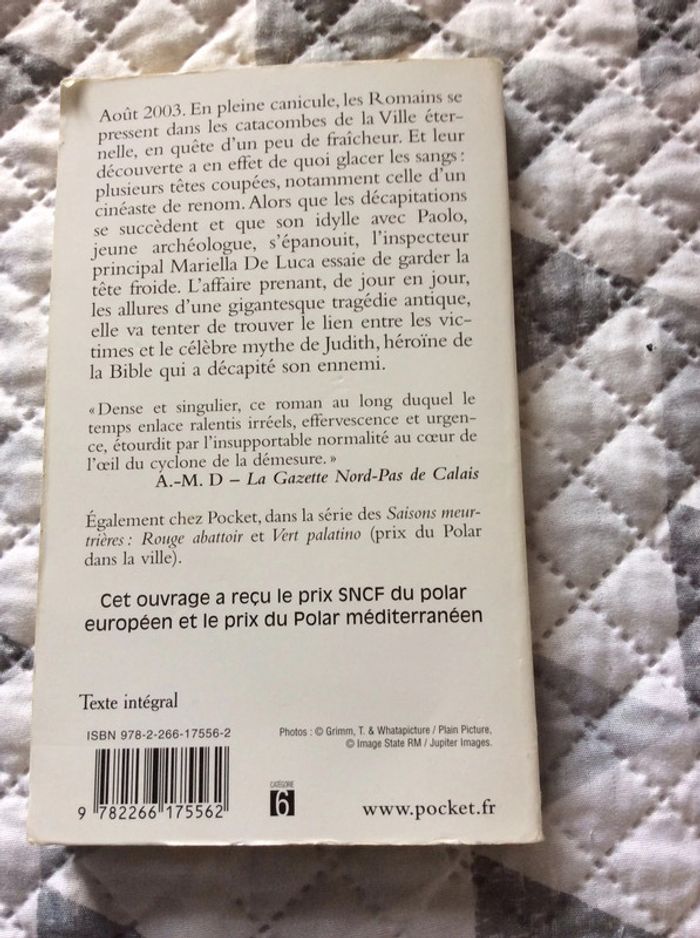 Août 2003. En pleine canicule, les Romains se
pressent dans les catacombes de la Ville éter-
nelle, en quête d'un peu de fraîcheur. Et leur
découverte a en effet de quoi glacer les sangs :
plusieurs têtes coupées, notamment celle d'un
cinéaste de renom. Alors que les décapitations
se succèdent et que son idylle avec Paolo,
jeune archéologue, s'épanouit, l'inspecteur
principal Mariella De Luca essaie de garder la
tête froide. L'affaire prenant, de jour en jour,
les allures d'une gigantesque tragédie antique,
elle va tenter de trouver le lien entre les vic-
times et le célèbre mythe de Judith, héroïne de
la Bible qui a décapité son ennemi.
« Dense et singulier, ce roman au long duquel le
temps enlace ralentis irréels, effervescence et urgen-
ce, étourdit par l'insupportable normalité au cœur de
l'œil du cyclone de la démesure. »
A.-M. D – La Gazette Nord-Pas de Calais
Également chez Pocket, dans la série des Saisons meur-
trières : Rouge abattoir et Vert palatino (prix du Polar
dans la ville).
Cet ouvrage a reçu le prix SNCF du polar
européen et le prix du Polar méditerranéen
Texte intégral
ISBN 978-2-266-17556-2
Photos : © Grimm, T. & Whatapicture / Plain Picture,
© Image State RM / Jupiter Images.
9 782266 175562
CATÉGORIE
6
www.pocket.fr